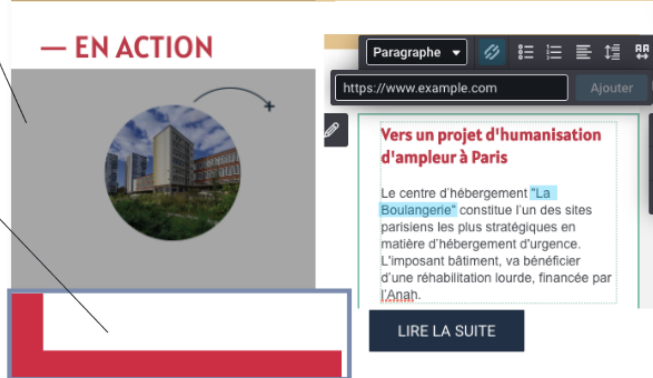 — EN ACTION
Paragraphe
https://www.example.com
Ajouter
Vers un projet d'humanisation
d'ampleur à Paris
Le centre d'hébergement "La
Boulangerie" constitue l'un des sites
parisiens les plus stratégiques en
matière d'hébergement d'urgence.
L'imposant bâtiment, va bénéficier
d'une réhabilitation lourde, financée par
l'Anah.
LIRE LA SUITE